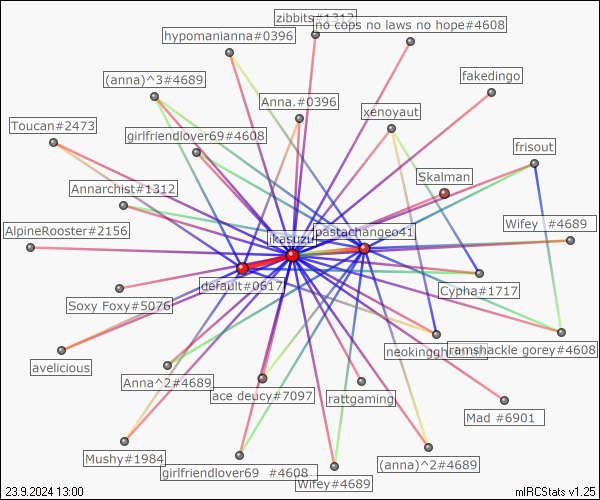 zibbits#1312
no cops no laws no hope#4608
hypomanianna#0396
fakedingo
(anna)^3#4689
Anna.#0396
xenoyaut
Toucan#2473
girlfriendlover69#4608
frisout
Skalman
Annarchist#1312
AlpineRooster#2156
ikasuzu
pastachangeo41
Wifey #4689
default#0617
Cypha#1717
Soxy Foxy#5076
ramshackle gorey#4608
avelicious
Anna^2#4689
ace deucy#7097
rattgaming
Mad #6901
Mushy#1984
girlfriendlover69 #4608
Wifey#4689
(anna)^2#4689
23.9.2024 13:00
mIRCStats v1.25